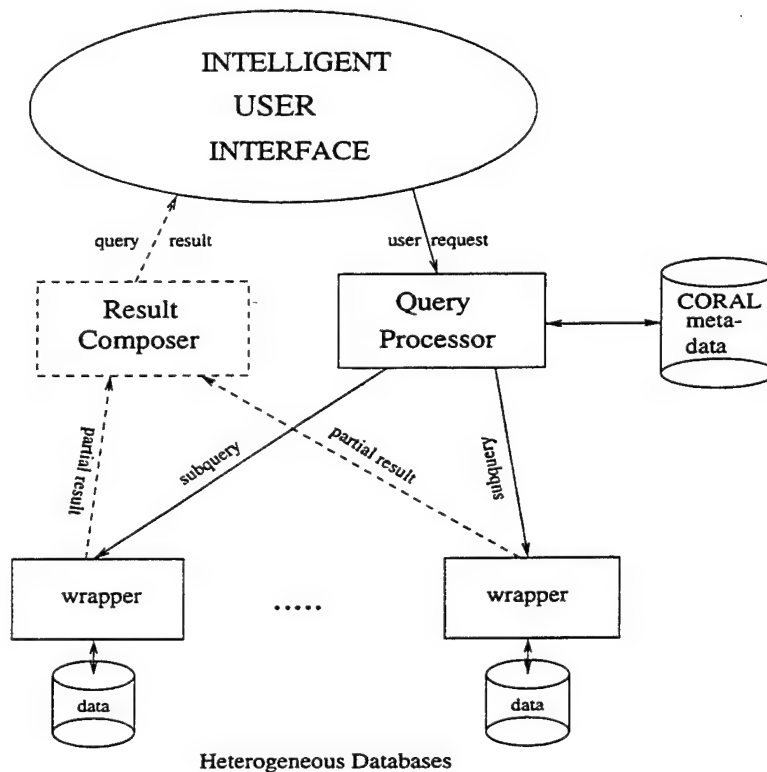 INTELLIGENT
USER
INTERFACE
query result
user request
Result
Composer
Query
Processor
CORAL
meta-
data
partial result
subquery
partial result
subquery
wrapper
.....
wrapper
data
data
Heterogeneous Databases